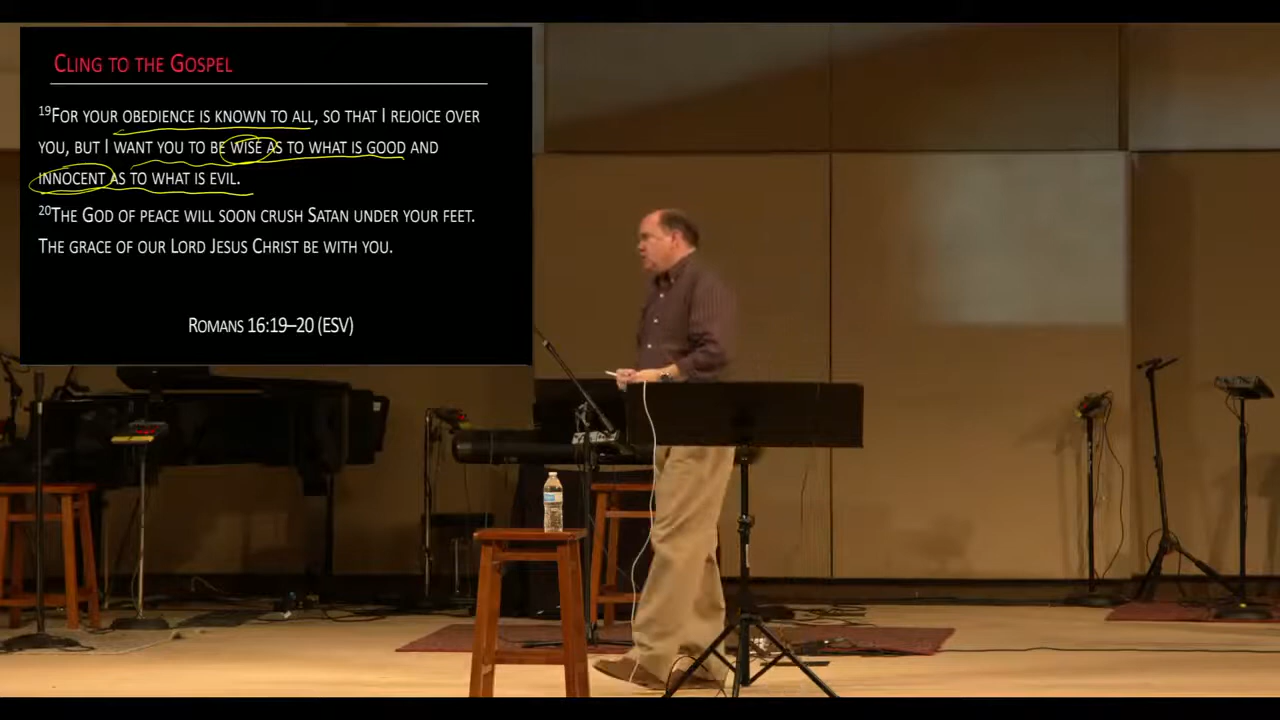 Cling to the Gospel
19For your obedience is known to all, so that I rejoice over
you, but I want you to be wise as to what is good and
innocent as to what is evil.
20The God of peace will soon crush Satan under your feet.
The grace of our Lord Jesus Christ be with you.
Romans 16:19–20 (ESV)